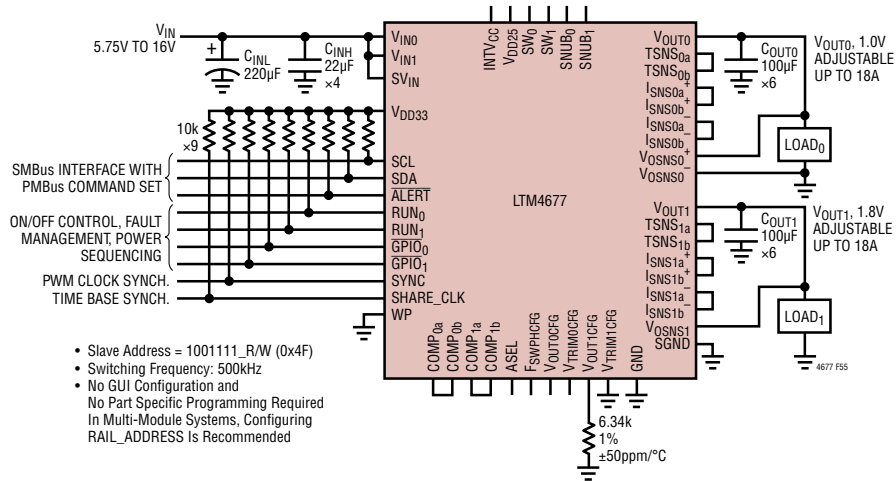 INTVCC
VDD25
SW0
SW1
SNUB0
SNUB1
VIN
5.75V TO 16V
+
CINL
220µF
CINH
22µF
×4
VIN0
VIN1
SVIN
VDD33
10k
×9
SMBus INTERFACE WITH
PMBus COMMAND SET
ON/OFF CONTROL, FAULT
MANAGEMENT, POWER
SEQUENCING
PWM CLOCK SYNCH.
TIME BASE SYNCH.
SCL
SDA
ALERT
RUN0
RUN1
GPIO0
GPIO1
SYNC
SHARE_CLK
WP
LTM4677
VOUT0
TSNS0a
TSNS0b
ISNS0a+
ISNS0b+
ISNS0a–
ISNS0b–
VOSNS0+
VOSNS0–
COUT0
100µF
×6
VOUT0, 1.0V
ADJUSTABLE
UP TO 18A
LOAD0
VOUT1
TSNS1a
TSNS1b
ISNS1a+
ISNS1b+
ISNS1a–
ISNS1b–
VOSNS1
SGND
COUT1
100µF
×6
VOUT1, 1.8V
ADJUSTABLE
UP TO 18A
LOAD1
4677 F55
COMP0a
COMP0b
COMP1a
COMP1b
ASEL
FSWPHCFG
VOUT0CFG
VTRIM0CFG
VOUT1CFG
VTRIM1CFG
GND
6.34k
1%
±50ppm/°C
• Slave Address = 1001111_R/W (0x4F)
• Switching Frequency: 500kHz
• No GUI Configuration and
No Part Specific Programming Required
In Multi-Module Systems, Configuring
RAIL_ADDRESS Is Recommended